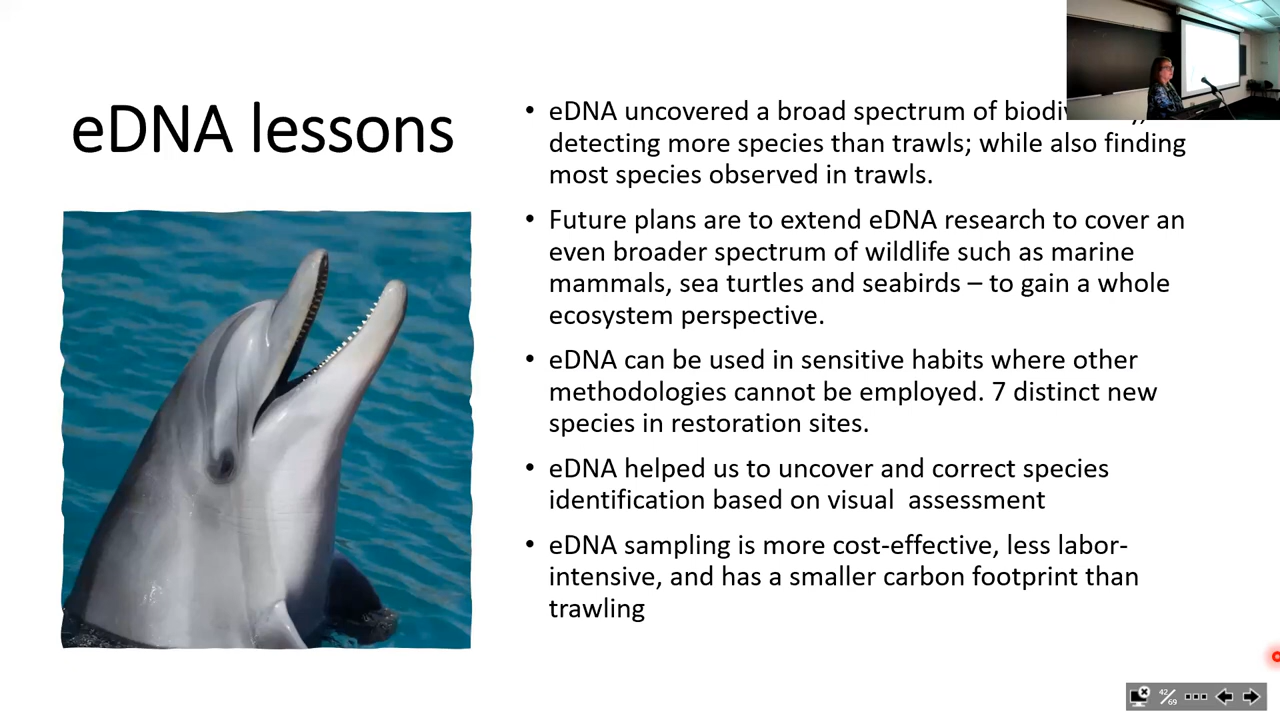 eDNA lessons
• eDNA uncovered a broad spectrum of
detecting more species than trawls; while also finding
most species observed in trawls.
• Future plans are to extend eDNA research to cover an
even broader spectrum of wildlife such as marine
mammals, sea turtles and seabirds – to gain a whole
ecosystem perspective.
• eDNA can be used in sensitive habits where other
methodologies cannot be employed. 7 distinct new
species in restoration sites.
• eDNA helped us to uncover and correct species
identification based on visual  assessment
• eDNA sampling is more cost-effective, less labor-
intensive, and has a smaller carbon footprint than
trawling
42/69